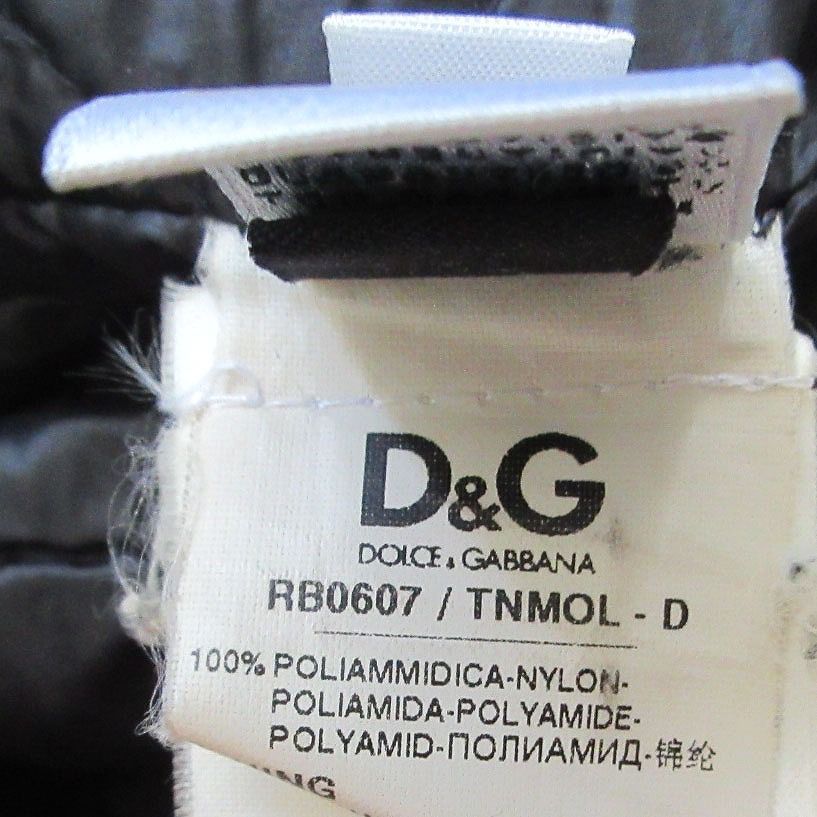 D&G
DOLCE & GABBANA
RB0607 / TNMOL - D
100% POLIAMMIDICA-NYLON-
POLIAMIDA-POLYAMIDE-
POLYAMID-ПОЛИАМИД-锦纶